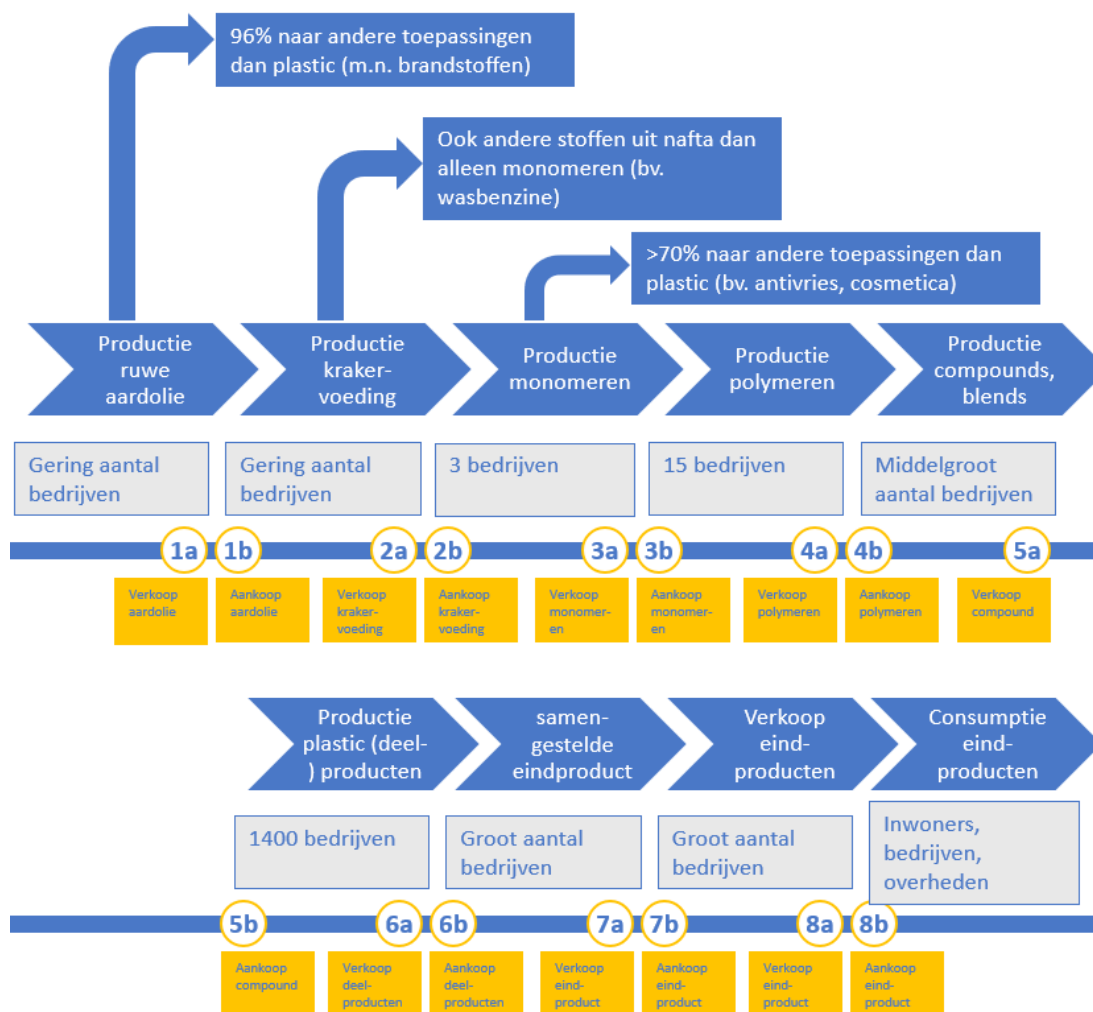 96% naar andere toepassingen
dan plastic (m.n. brandstoffen)
Ook andere stoffen uit nafta dan
alleen monomeren (bv.
wasbenzine)
>70% naar andere toepassingen dan
plastic (bv. antivries, cosmetica)
Productie
ruwe
aardolie
Productie
kraker-
voeding
Productie
monomeren
Productie
polymeren
Productie
compounds,
blends
Gering aantal
bedrijven
Gering aantal
bedrijven
3 bedrijven
15 bedrijven
Middelgroot
aantal bedrijven
1a
1b
2a
2b
3a
3b
4a
4b
5a
Verkoop
aardolie
Aankoop
aardolie
Verkoop
kraker-
voeding
Aankoop
kraker-
voeding
Verkoop
monomer-
en
Aankoop
monomer-
en
Verkoop
polymeren
Aankoop
polymeren
Verkoop
compound
Productie
plastic (deel-
) producten
samen-
gestelde
eindproduct
Verkoop
eind-
producten
Consumptie
eind-
producten
1400 bedrijven
Groot aantal
bedrijven
Groot aantal
bedrijven
Inwoners,
bedrijven,
overheden
5b
6a
6b
7a
7b
8a
8b
Aankoop
compound
Verkoop
deel-
producten
Aankoop
deel-
producten
Verkoop
eind-
product
Aankoop
eind-
product
Verkoop
eind-
product
Aankoop
eind-
product